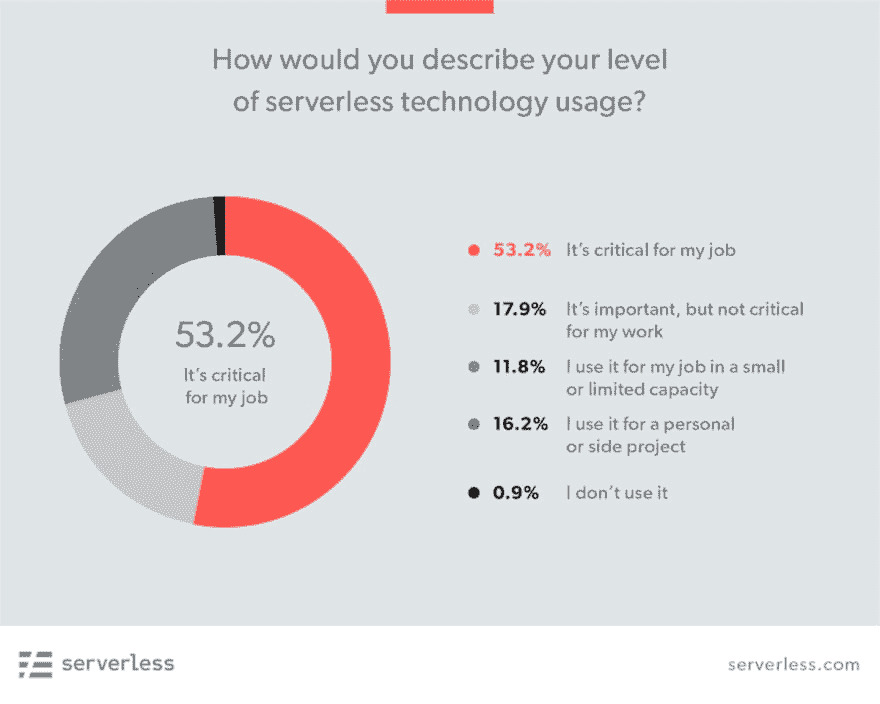 How would you describe your level
of serverless technology usage?
53.2%
It's critical
for my job
53.2% It's critical for my job
17.9% It's important, but not critical
for my work
11.8% I use it for my job in a small
or limited capacity
16.2% I use it for a personal
or side project
0.9% I don't use it
serverless
serverless.com